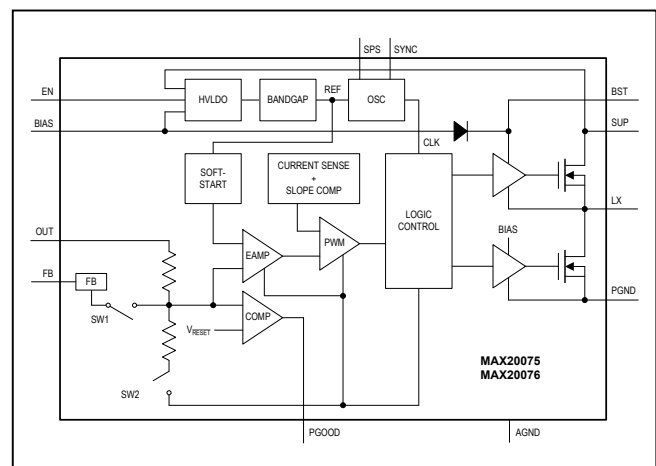 SPS SYNC
EN
HVLDO
BANDGAP
REF
OSC
BST
BIAS
SUP
CLK
SOFT-
START
CURRENT SENSE
+
SLOPE COMP
LOGIC
CONTROL
LX
OUT
EAMP
PWM
BIAS
FB
FB
SW1
COMP
VRESET
PGND
SW2
MAX20075
MAX20076
PGOOD
AGND